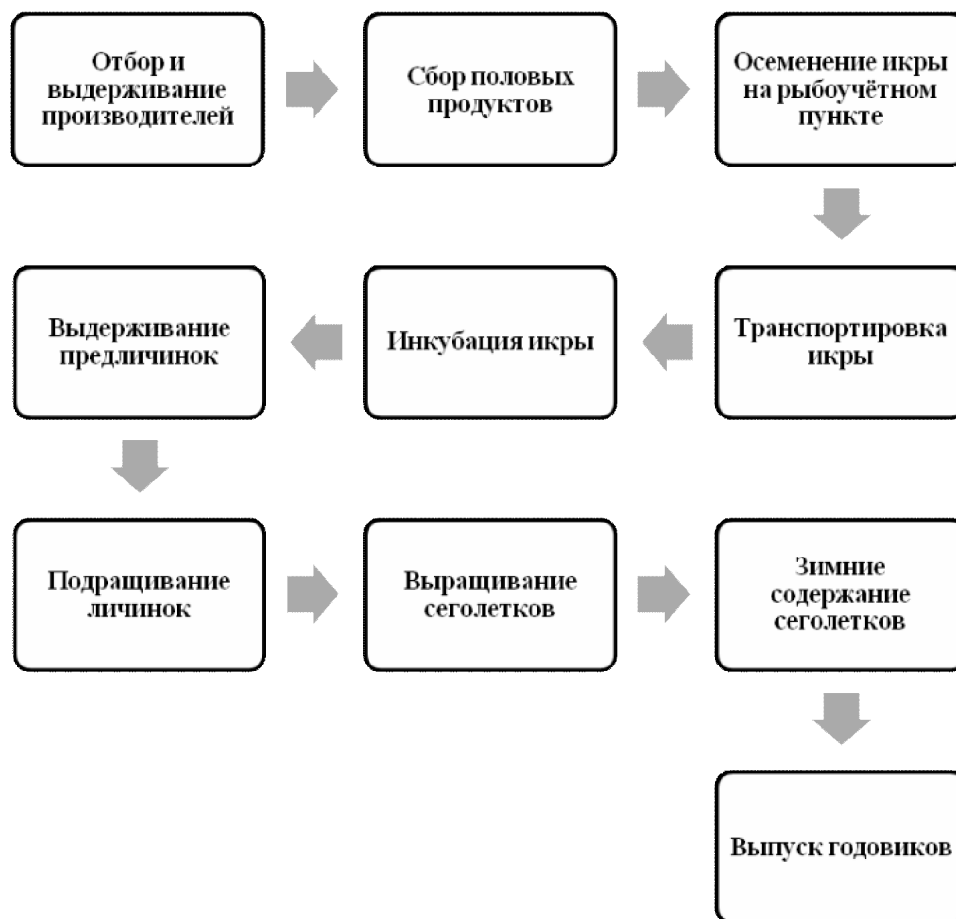 Отбор и
выдерживание
производителей
Сбор половых
продуктов
Осеменение икры
на рыбоучётном
пункте
Транспортировка
икры
Инкубация икры
Выдерживание
предличинок
Подращивание
личинок
Выращивание
сеголетков
Зимние
содержание
сеголетков
Выпуск годовиков